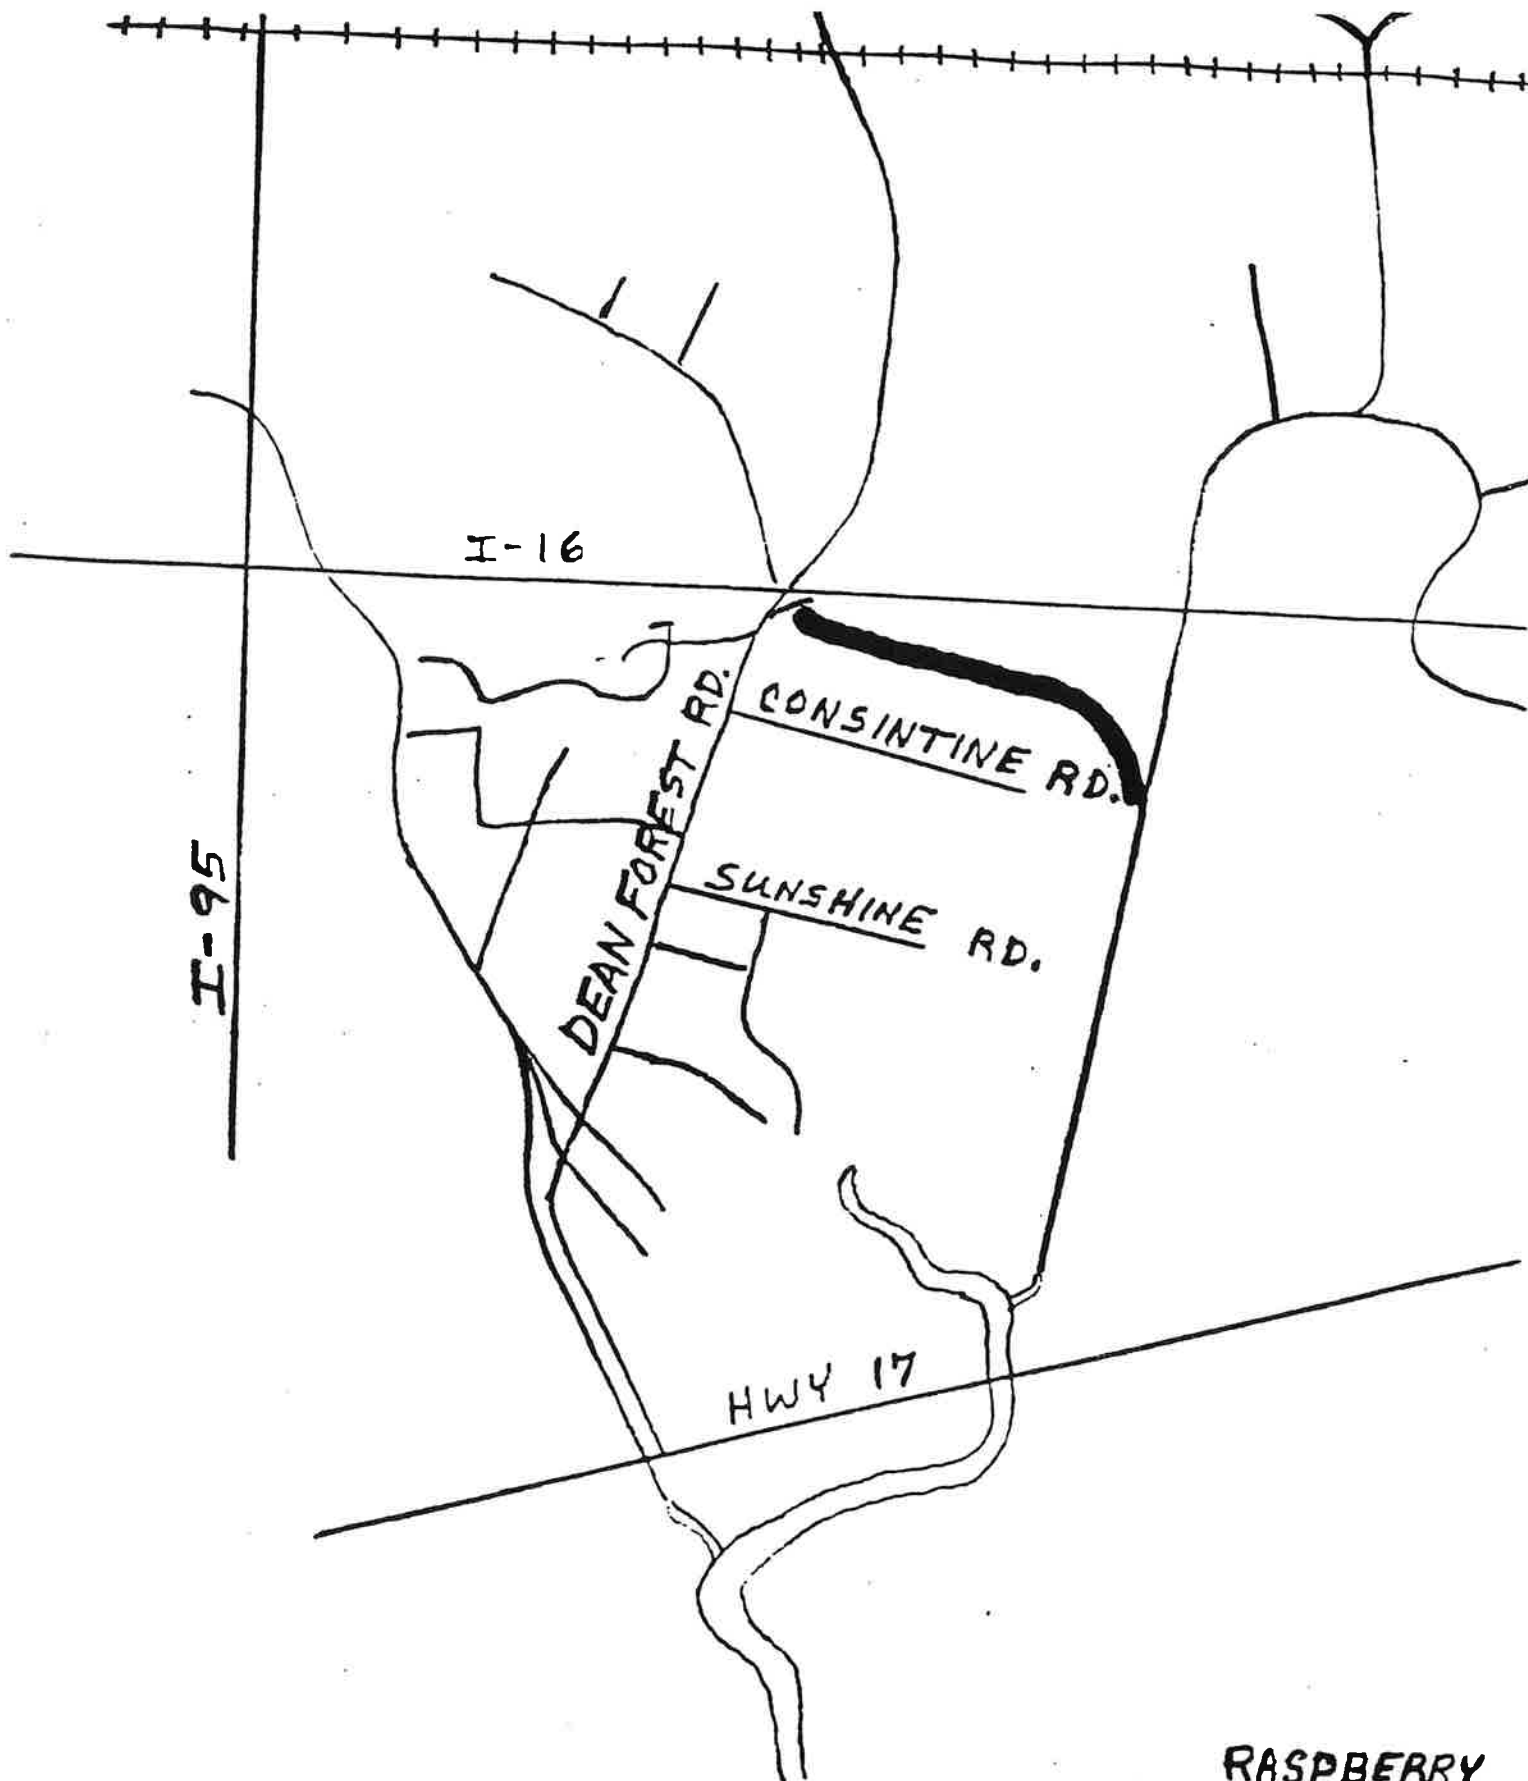 I-16
CONSINTINE RD.
DEAN FOREST RD.
I-95
SUNSHINE RD.
HWY 17
RASPBERRY